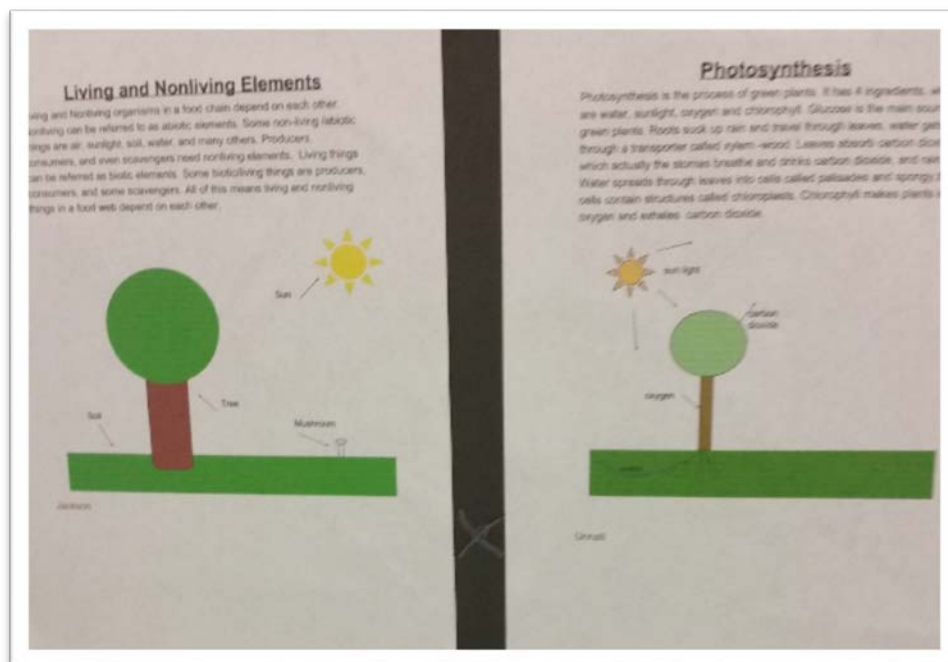 Living and Nonliving Elements
ving and Nonliving organisms in a food chain depend on each other.
onliving can be referred to as abiotic elements. Some non-living /abiotic
hings are air, sunlight, soil, water, and many others. Producers,
consumers, and even scavengers need nonliving elements. Living things
can be referred as biotic elements. Some biotic/living things are producers,
consumers, and some scavengers. All of this means living and nonliving
things in a food web depend on each other.
Sun
Tree
Soil
Mushroom
Jackson
Photosynthesis
Photosynthesis is the process of green plants. It has 4 ingredients,
are water, sunlight, oxygen and chlorophyl. Glucose is the main sour
green plants. Roots suck up rain and travel through leaves, water get
through a transporter called xylem -wood. Leaves absorb carbon diox
which actually the stomas breathe and drinks carbon dioxide, and rain
Water spreads through leaves into cells called palisades and spongy
cells contain structures called chloroplasts. Chlorophyll makes plants
oxygen and exhales carbon dioxide.
sun light
carbon
dioxide
oxygen